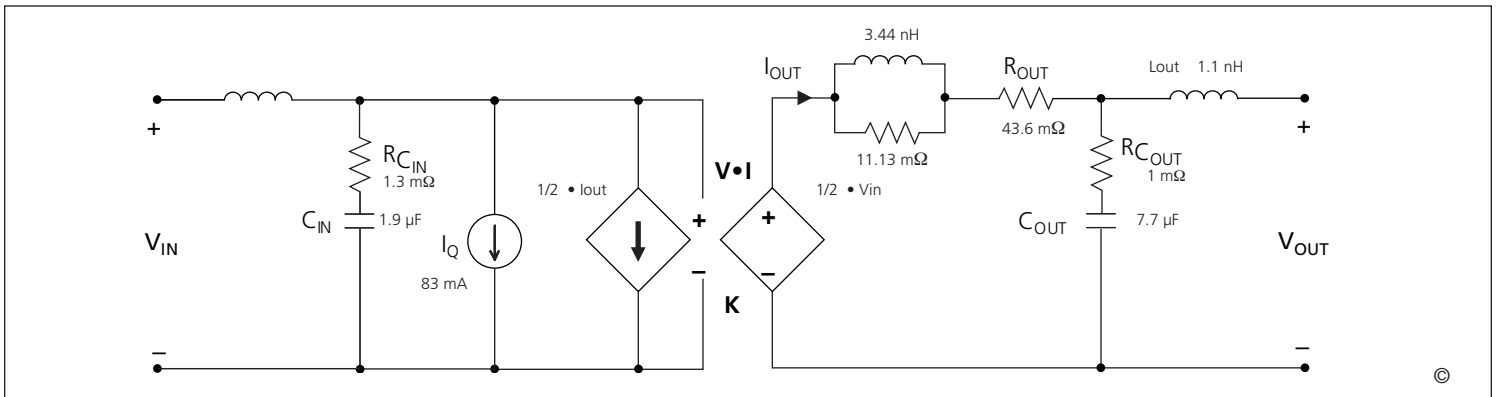 3.44 nH
I_OUT
R_OUT
Lout 1.1 nH
+
R_C_IN
1.3 mΩ
C_IN
1.9 µF
V_IN
I_Q
83 mA
1/2 • Iout
V•I
+
−
K
1/2 • Vin
+
−
11.13 mΩ
43.6 mΩ
R_C_OUT
1 mΩ
C_OUT
7.7 µF
+
V_OUT
−
−
©